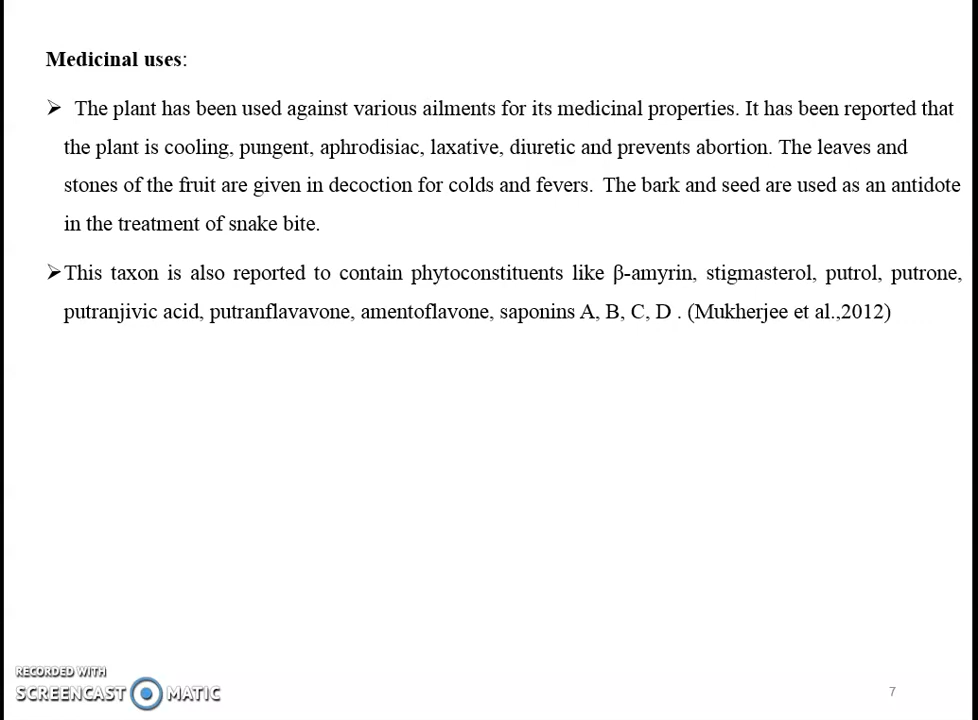 Medicinal uses:
➢ The plant has been used against various ailments for its medicinal properties. It has been reported that
the plant is cooling, pungent, aphrodisiac, laxative, diuretic and prevents abortion. The leaves and
stones of the fruit are given in decoction for colds and fevers. The bark and seed are used as an antidote
in the treatment of snake bite.
➢This taxon is also reported to contain phytoconstituents like β-amyrin, stigmasterol, putrol, putrone,
putranjivic acid, putranflavavone, amentoflavone, saponins A, B, C, D . (Mukherjee et al.,2012)
RECORDED WITH
SCREENCAST MATIC
7